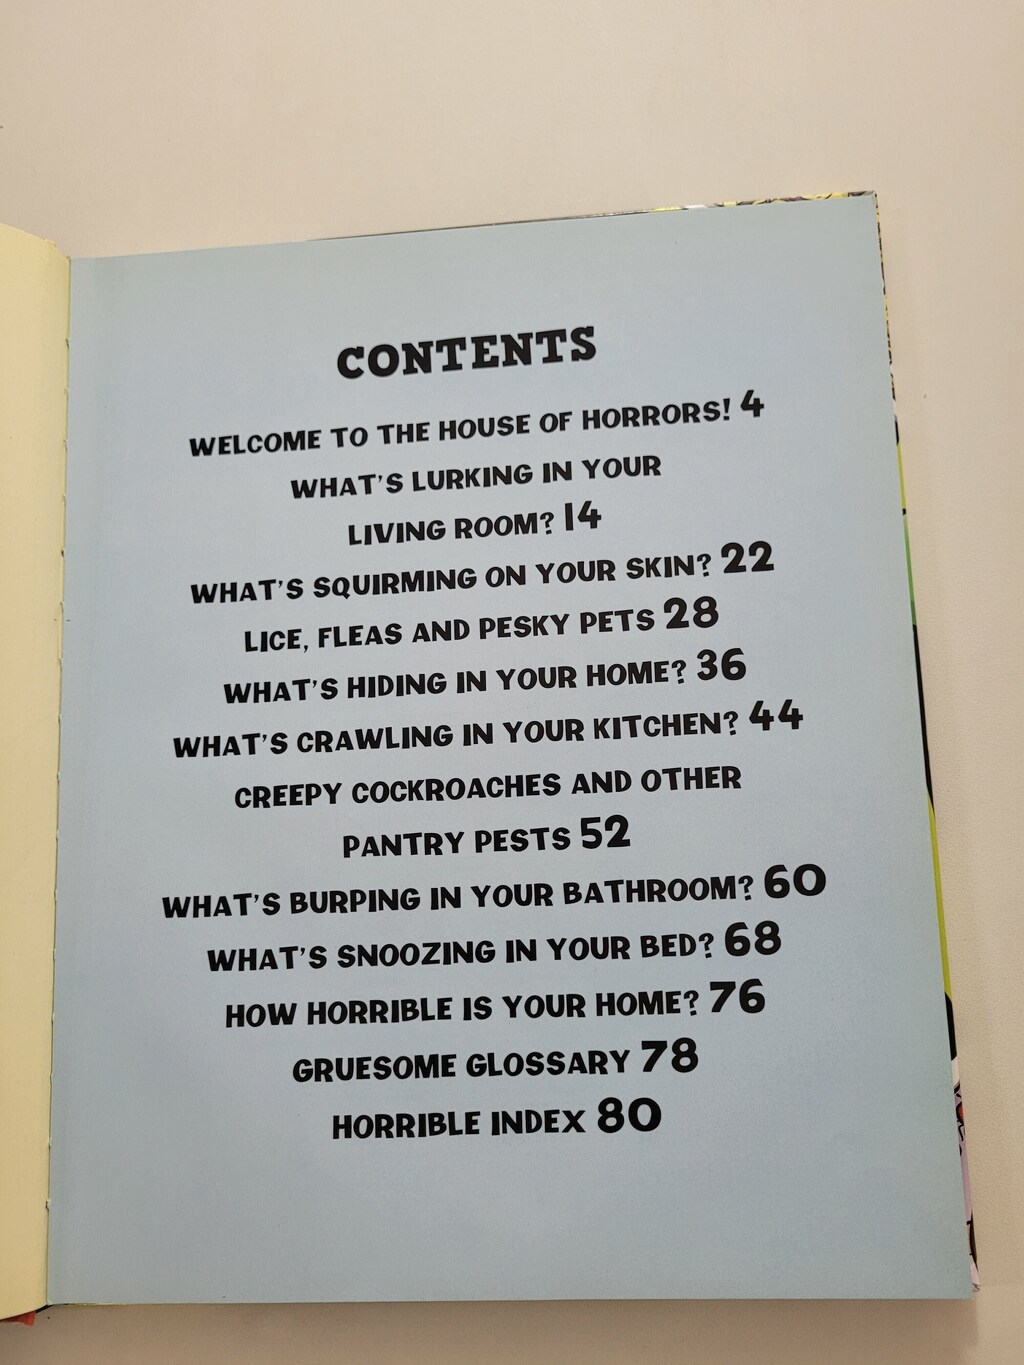 CONTENTS
WELCOME TO THE HOUSE OF HORRORS! 4
WHAT'S LURKING IN YOUR
LIVING ROOM? 14
WHAT'S SQUIRMING ON YOUR SKIN? 22
LICE, FLEAS AND PESKY PETS 28
WHAT'S HIDING IN YOUR HOME? 36
WHAT'S CRAWLING IN YOUR KITCHEN? 44
CREEPY COCKROACHES AND OTHER
PANTRY PESTS 52
WHAT'S BURPING IN YOUR BATHROOM? 60
WHAT'S SNOOZING IN YOUR BED? 68
HOW HORRIBLE IS YOUR HOME? 76
GRUESOME GLOSSARY 78
HORRIBLE INDEX 80